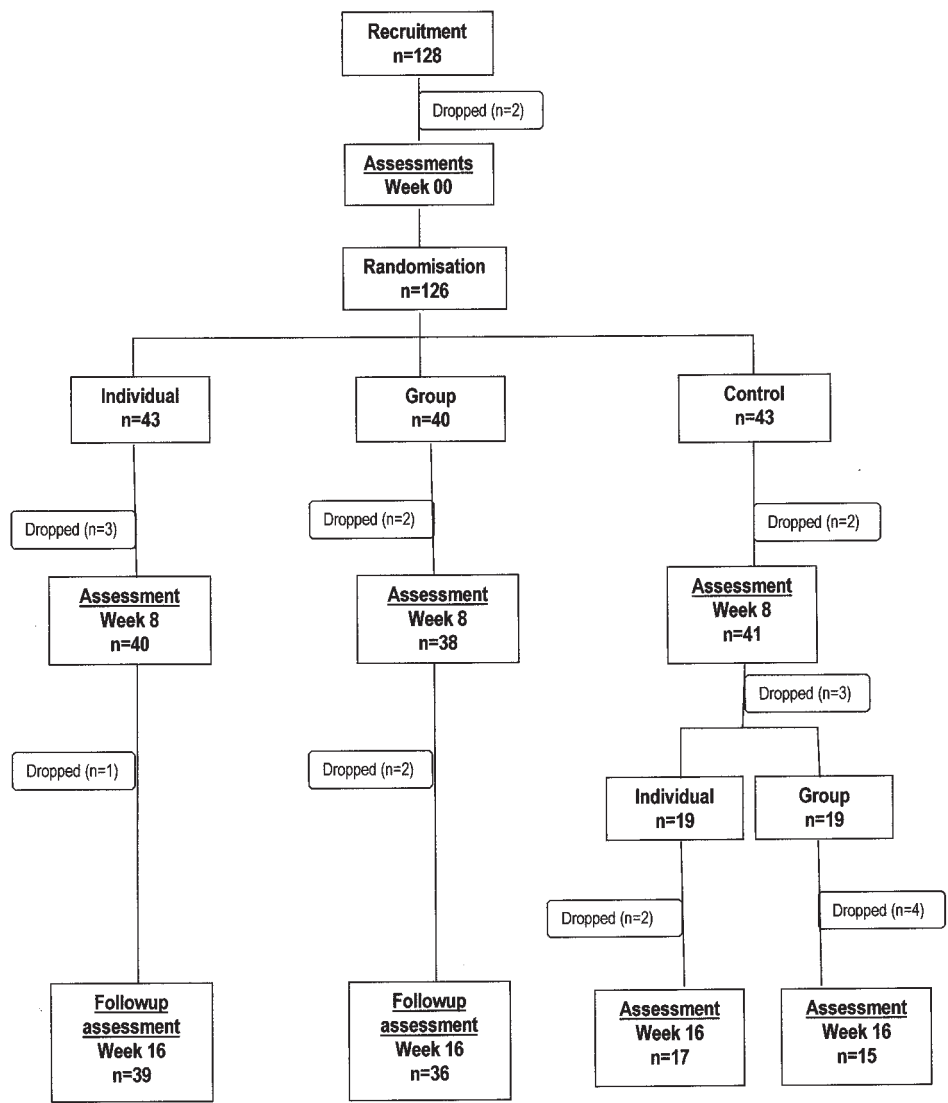 Recruitment
n=128
Dropped (n=2)
Assessments
Week 00
Randomisation
n=126
Individual
n=43
Group
n=40
Control
n=43
Dropped (n=3)
Dropped (n=2)
Dropped (n=2)
Assessment
Week 8
n=40
Assessment
Week 8
n=38
Assessment
Week 8
n=41
Dropped (n=3)
Dropped (n=1)
Dropped (n=2)
Individual
n=19
Group
n=19
Dropped (n=2)
Dropped (n=4)
Followup
assessment
Week 16
n=39
Followup
assessment
Week 16
n=36
Assessment
Week 16
n=17
Assessment
Week 16
n=15